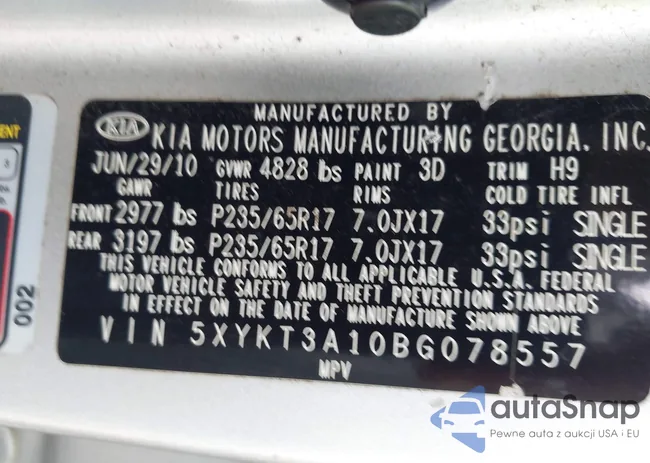 MANUFACTURED BY
KIA KIA MOTORS MANUFACTURING GEORGIA. INC.
JUN/29/10 GVWR 4828 lbs PAINT 3D TRIM H9
GAWR TIRES RIMS COLD TIRE INFL
FRONT 2977 lbs P235/65R17 7.0JX17 33psi SINGLE
REAR 3197 lbs P235/65R17 7.0JX17 33psi SINGLE
THIS VEHICLE CONFORMS TO ALL APPLICABLE U.S.A. FEDERAL
MOTOR VEHICLE SAFETY AND THEFT PREVENTION STANDARDS
IN EFFECT ON THE DATE OF MANUFACTURE SHOWN ABOVE
VIN 5XYKT3A10BG078557
MPV
002
autaSnap
Pewne auta z aukcji USA i EU